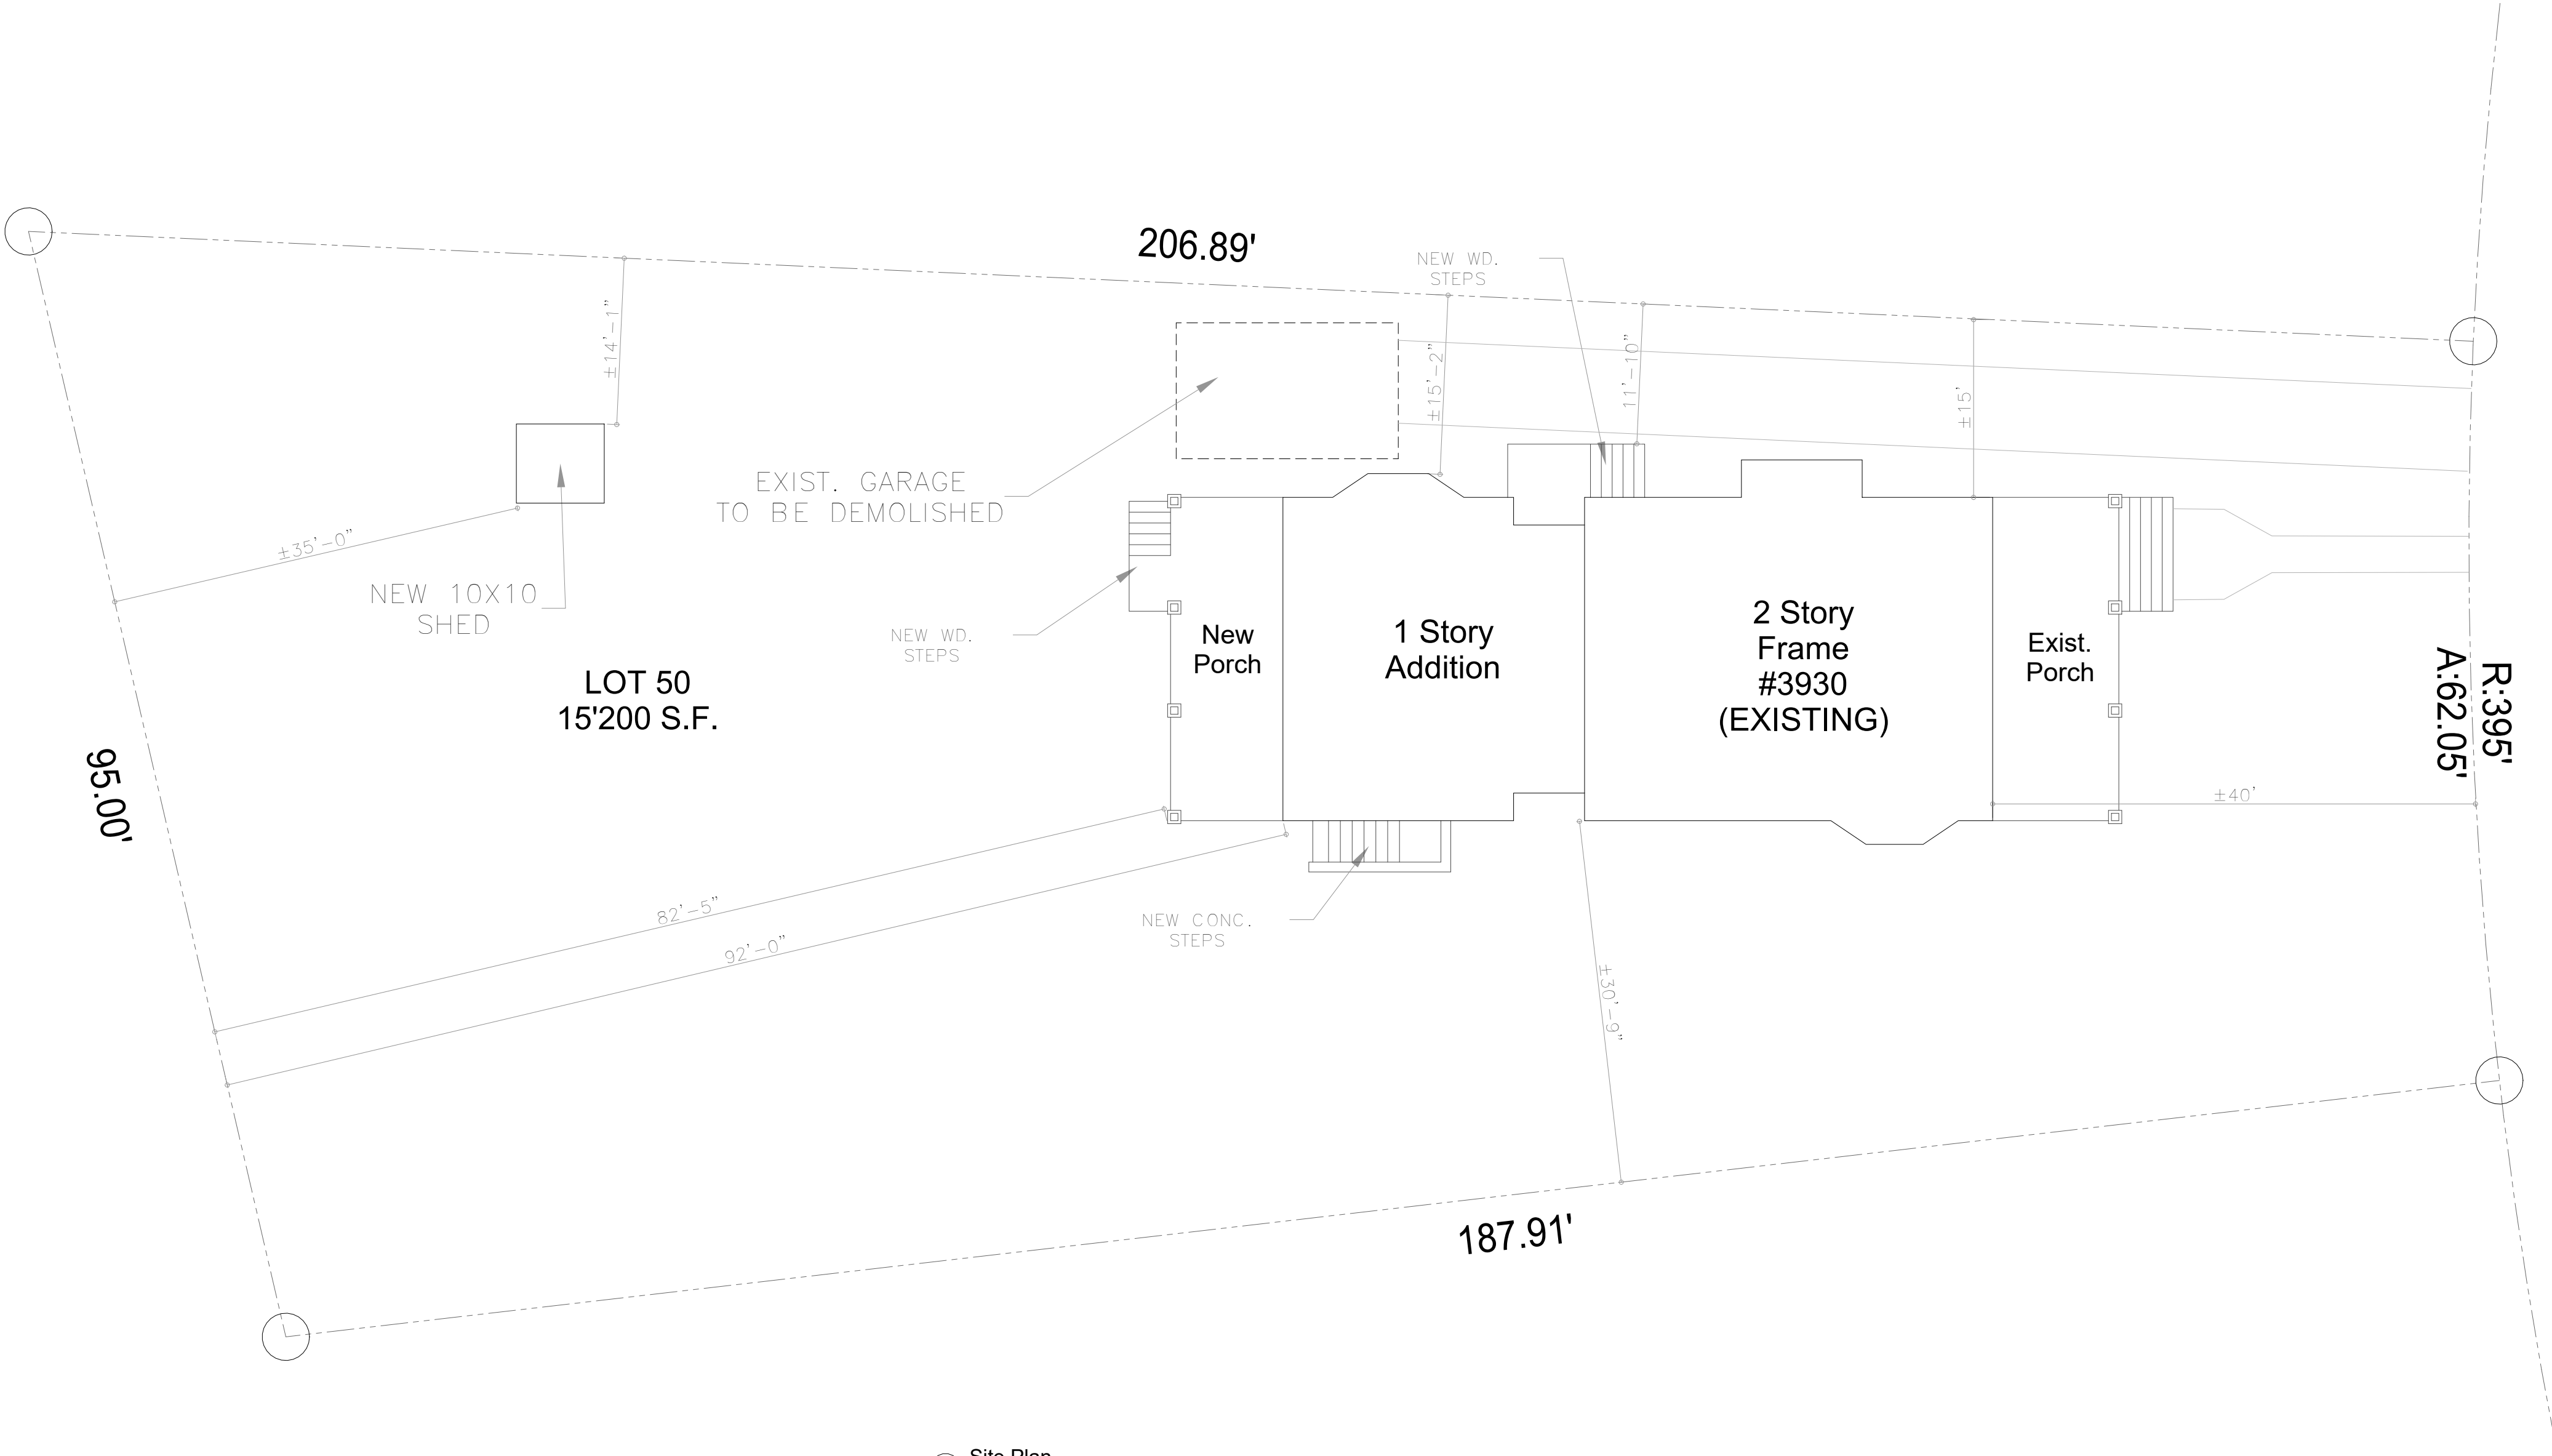 206.89'
NEW WD.
STEPS
±14'-1"
±15'-2"
11'-10"
±15'
EXIST. GARAGE
TO BE DEMOLISHED
±35'-0"
NEW 10X10
SHED
NEW WD.
STEPS
New
Porch
1 Story
Addition
2 Story
Frame
#3930
(EXISTING)
Exist.
Porch
LOT 50
15'200 S.F.
R:395'
A:62.05'
95.00'
±40'
82'-5"
92'-0"
NEW CONC.
STEPS
±30'-9"
187.91'
Site Plan